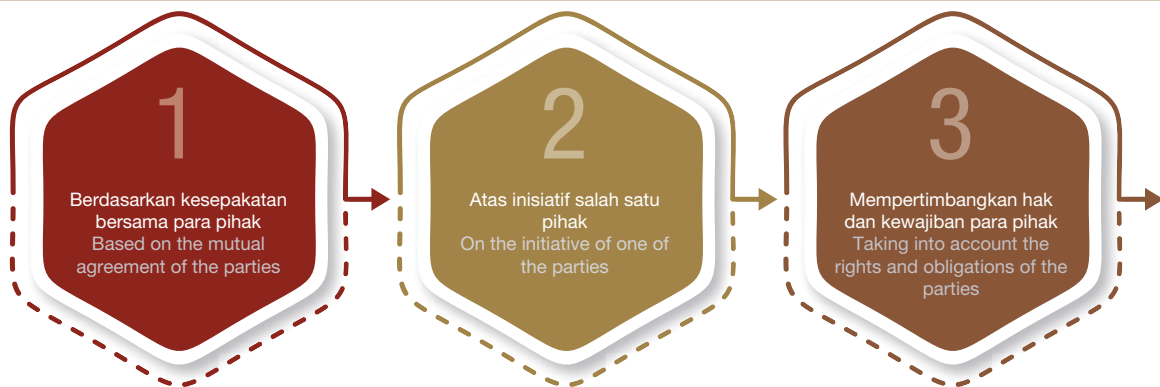 1
Berdasarkan kesepakatan
bersama para pihak
Based on the mutual
agreement of the parties
2
Atas inisiatif salah satu
pihak
On the initiative of one of
the parties
3
Mempertimbangkan hak
dan kewajiban para pihak
Taking into account the
rights and obligations of the
parties